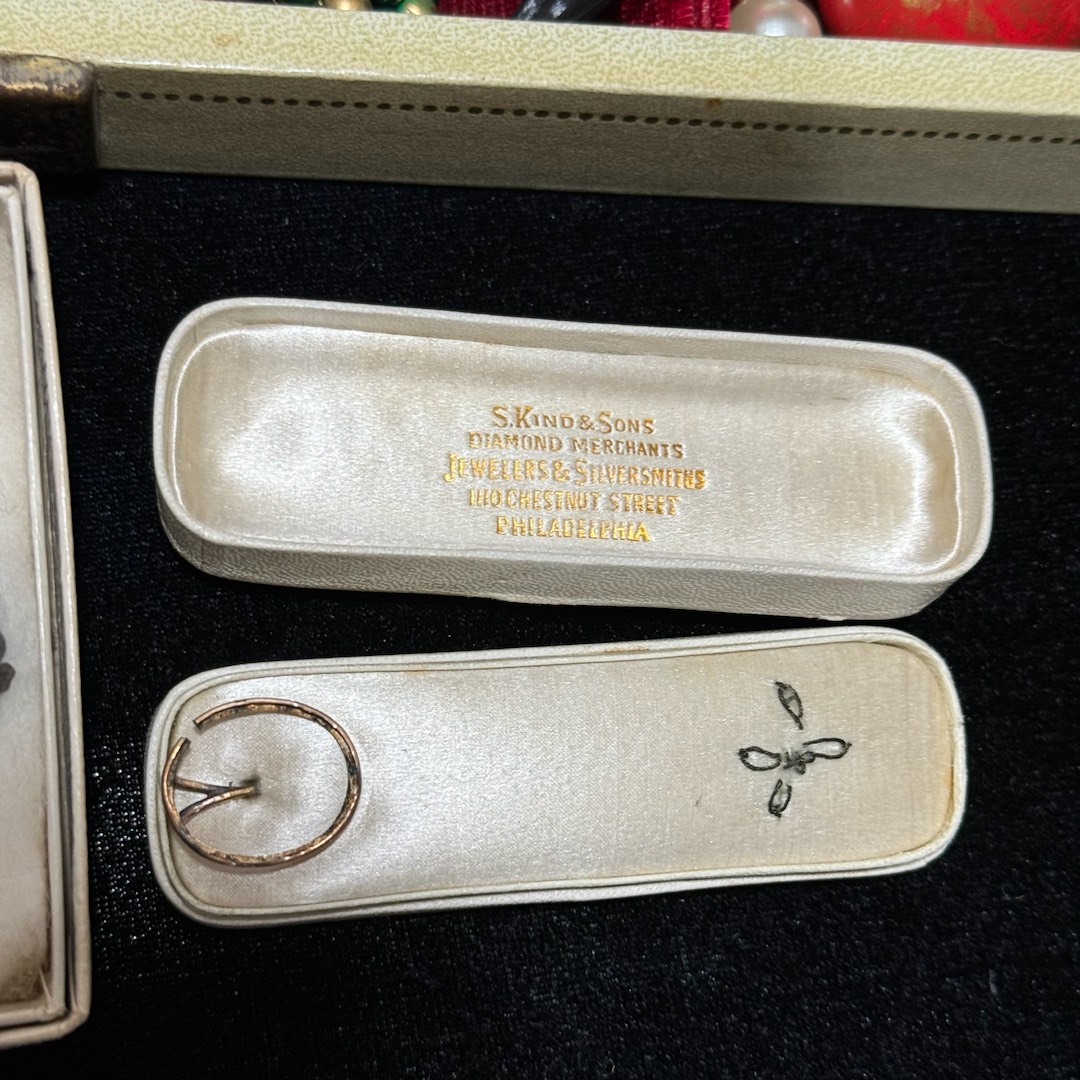 S. KIND & SONS
DIAMOND MERCHANTS
JEWELERS & SILVERSMITHS
1110 CHESTNUT STREET
PHILADELPHIA